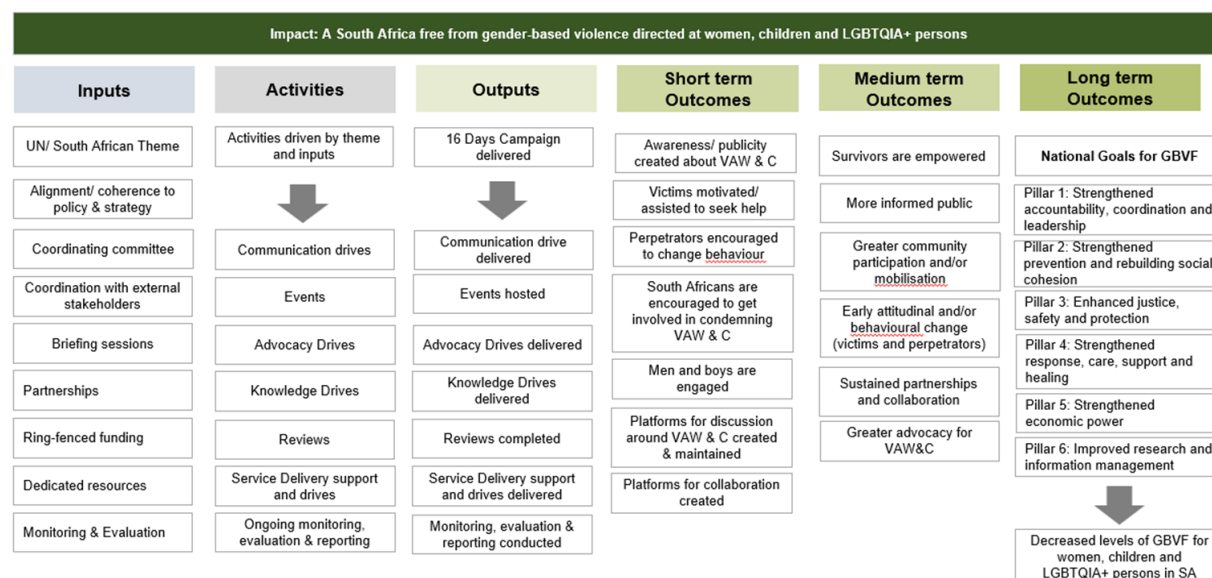 Impact: A South Africa free from gender-based violence directed at women, children and LGBTQIA+ persons
Inputs
UN/ South African Theme
Alignment/ coherence to
policy & strategy
Coordinating committee
Coordination with external
stakeholders
Briefing sessions
Partnerships
Ring-fenced funding
Dedicated resources
Monitoring & Evaluation
Activities
Activities driven by theme
and inputs
Communication drives
Events
Advocacy Drives
Knowledge Drives
Reviews
Service Delivery support
and drives
Ongoing monitoring,
evaluation & reporting
Outputs
16 Days Campaign
delivered
Communication drive
delivered
Events hosted
Advocacy Drives delivered
Knowledge Drives
delivered
Reviews completed
Service Delivery support
and drives delivered
Monitoring, evaluation &
reporting conducted
Short term
Outcomes
Awareness/ publicity
created about VAW & C
Victims motivated/
assisted to seek help
Perpetrators encouraged
to change behaviour
South Africans are
encouraged to get
involved in condemning
VAW & C
Men and boys are
engaged
Platforms for discussion
around VAW & C created
& maintained
Platforms for collaboration
created
Medium term
Outcomes
Survivors are empowered
More informed public
Greater community
participation and/or
mobilisation
Early attitudinal and/or
behavioural change
(victims and perpetrators)
Sustained partnerships
and collaboration
Greater advocacy for
VAW&C
Long term
Outcomes
National Goals for GBVF
Pillar 1: Strengthened
accountability, coordination and
leadership
Pillar 2: Strengthened
prevention and rebuilding social
cohesion
Pillar 3: Enhanced justice,
safety and protection
Pillar 4: Strengthened
response, care, support and
healing
Pillar 5: Strengthened
economic power
Pillar 6: Improved research and
information management
Decreased levels of GBVF for
women, children and
LGBTQIA+ persons in SA